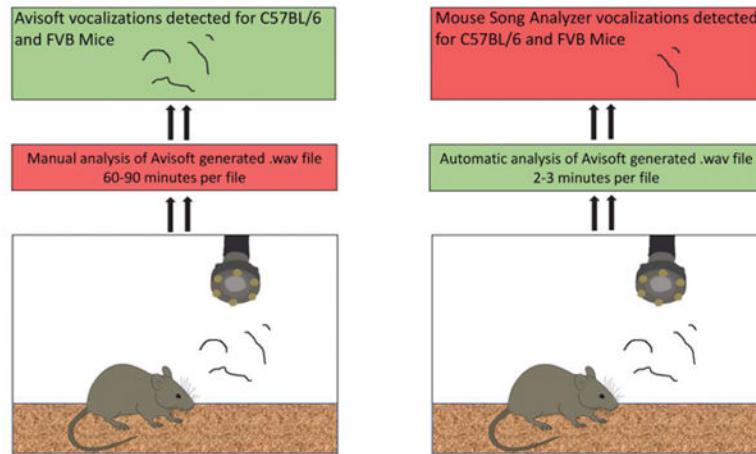 Avisoft vocalizations detected for C57BL/6
and FVB Mice
Manual analysis of Avisoft generated .wav file
60-90 minutes per file
Mouse Song Analyzer vocalizations detected
for C57BL/6 and FVB Mice
Automatic analysis of Avisoft generated .wav file
2-3 minutes per file